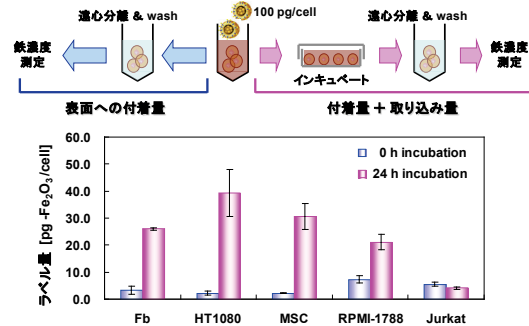 遠心分離 & wash
100 pg/cell
遠心分離 & wash
鉄濃度
測定
インキュベート
鉄濃度
測定
表面への付着量
付着量 + 取り込み量
ラベル量 [pg -Fe₂O₃/cell]
60.0
50.0
40.0
30.0
20.0
10.0
0.0
0 h incubation
24 h incubation
Fb HT1080 MSC RPMI-1788 Jurkat